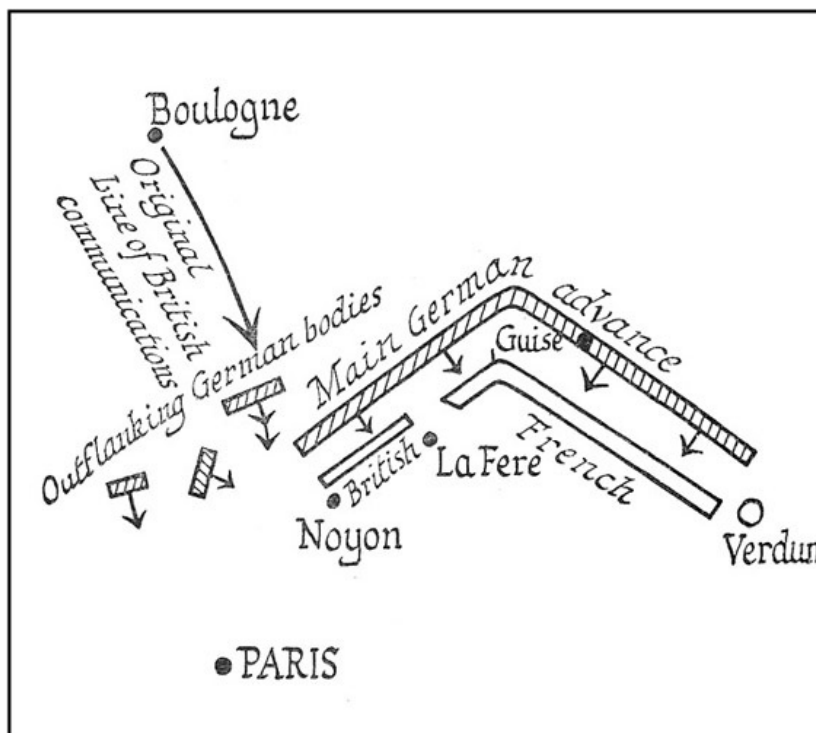 Boulogne
Original
Line of British
communications
Outflanking German bodies
Main German advance
Guise
French
British
La Fere
Noyon
Verdun
PARIS